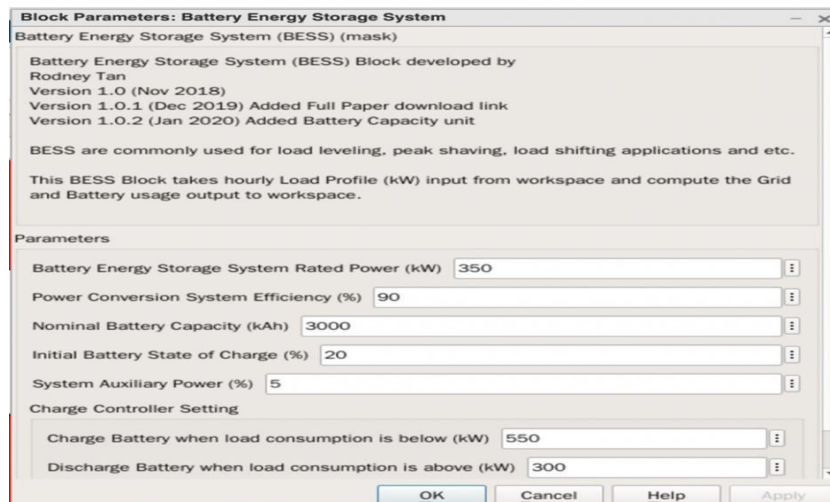 Block Parameters: Battery Energy Storage System
Battery Energy Storage System (BESS) (mask)
Battery Energy Storage System (BESS) Block developed by
Rodney Tan
Version 1.0 (Nov 2018)
Version 1.0.1 (Dec 2019) Added Full Paper download link
Version 1.0.2 (Jan 2020) Added Battery Capacity unit
BESS are commonly used for load leveling, peak shaving, load shifting applications and etc.
This BESS Block takes hourly Load Profile (kW) input from workspace and compute the Grid
and Battery usage output to workspace.
Parameters
Battery Energy Storage System Rated Power (kW) 350
Power Conversion System Efficiency (%) 90
Nominal Battery Capacity (kAh) 3000
Initial Battery State of Charge (%) 20
System Auxiliary Power (%) 5
Charge Controller Setting
Charge Battery when load consumption is below (kW) 550
Discharge Battery when load consumption is above (kW) 300
OK Cancel Help Apply